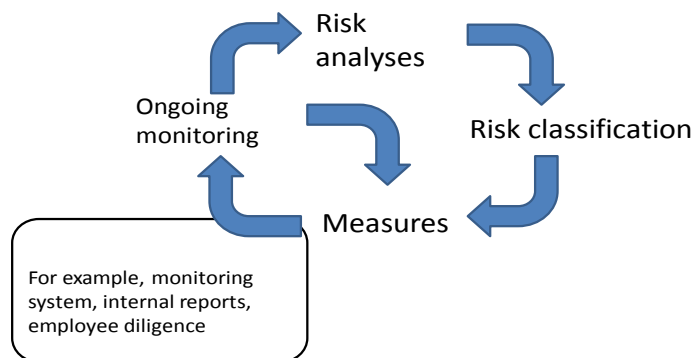 Risk
analyses
Ongoing
monitoring
Risk classification
Measures
For example, monitoring
system, internal reports,
employee diligence